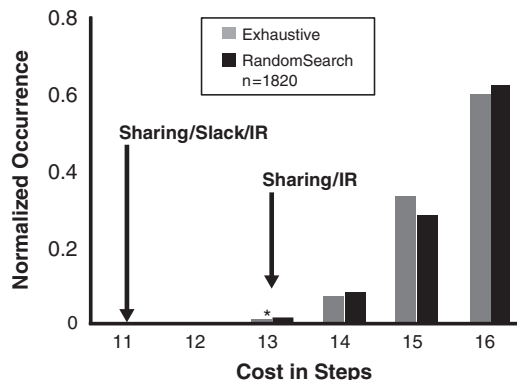 0.8
Exhaustive
RandomSearch
n=1820
0.6
Normalized Occurrence
Sharing/Slack/IR
0.4
Sharing/IR
0.2
*
0
11 12 13 14 15 16
Cost in Steps